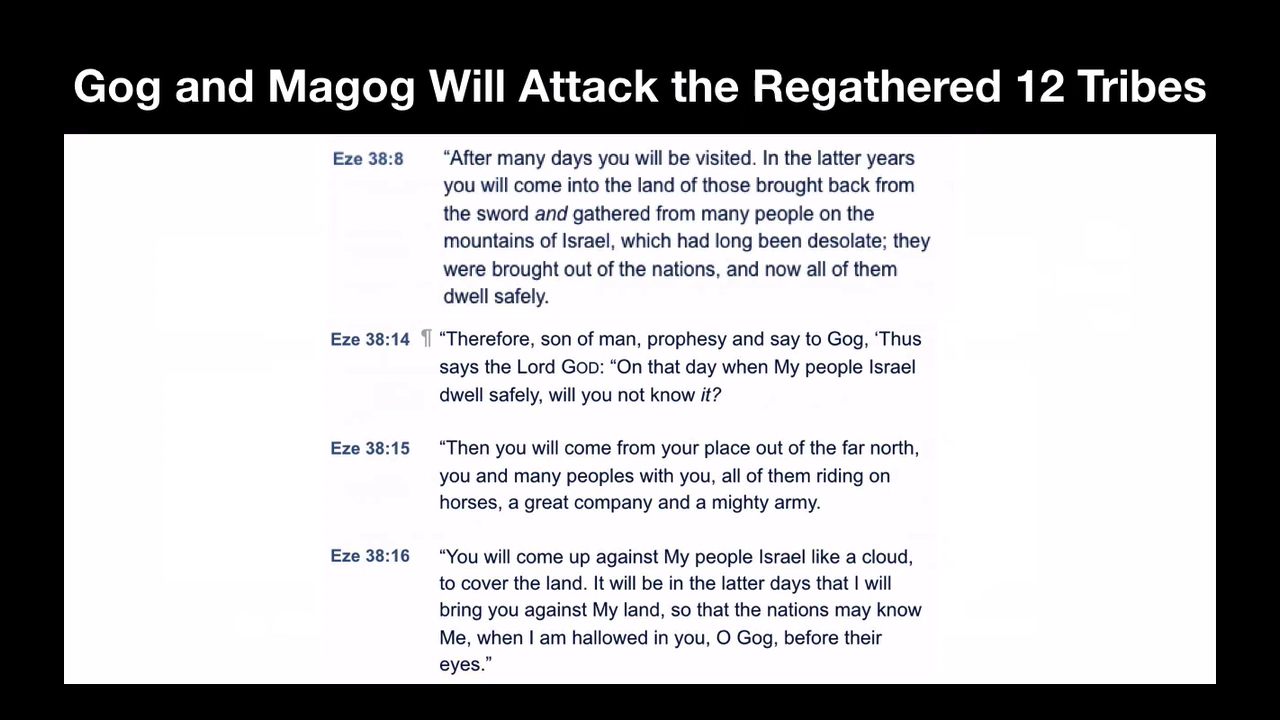 Gog and Magog Will Attack the Regathered 12 Tribes
Eze 38:8 “After many days you will be visited. In the latter years
you will come into the land of those brought back from
the sword and gathered from many people on the
mountains of Israel, which had long been desolate; they
were brought out of the nations, and now all of them
dwell safely.
Eze 38:14 ¶ “Therefore, son of man, prophesy and say to Gog, ‘Thus
says the Lord GOD: “On that day when My people Israel
dwell safely, will you not know it?
Eze 38:15 “Then you will come from your place out of the far north,
you and many peoples with you, all of them riding on
horses, a great company and a mighty army.
Eze 38:16 “You will come up against My people Israel like a cloud,
to cover the land. It will be in the latter days that I will
bring you against My land, so that the nations may know
Me, when I am hallowed in you, O Gog, before their
eyes.”